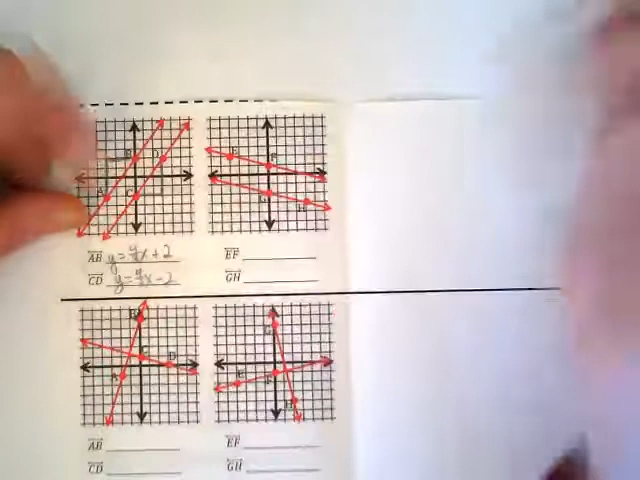 B D
A C
E F
G H
AB y = 4/3x + 2
EF
CD y = 4/3x - 2
GH
B
C D
A
G
E F
H
AB
EF
CD
GH